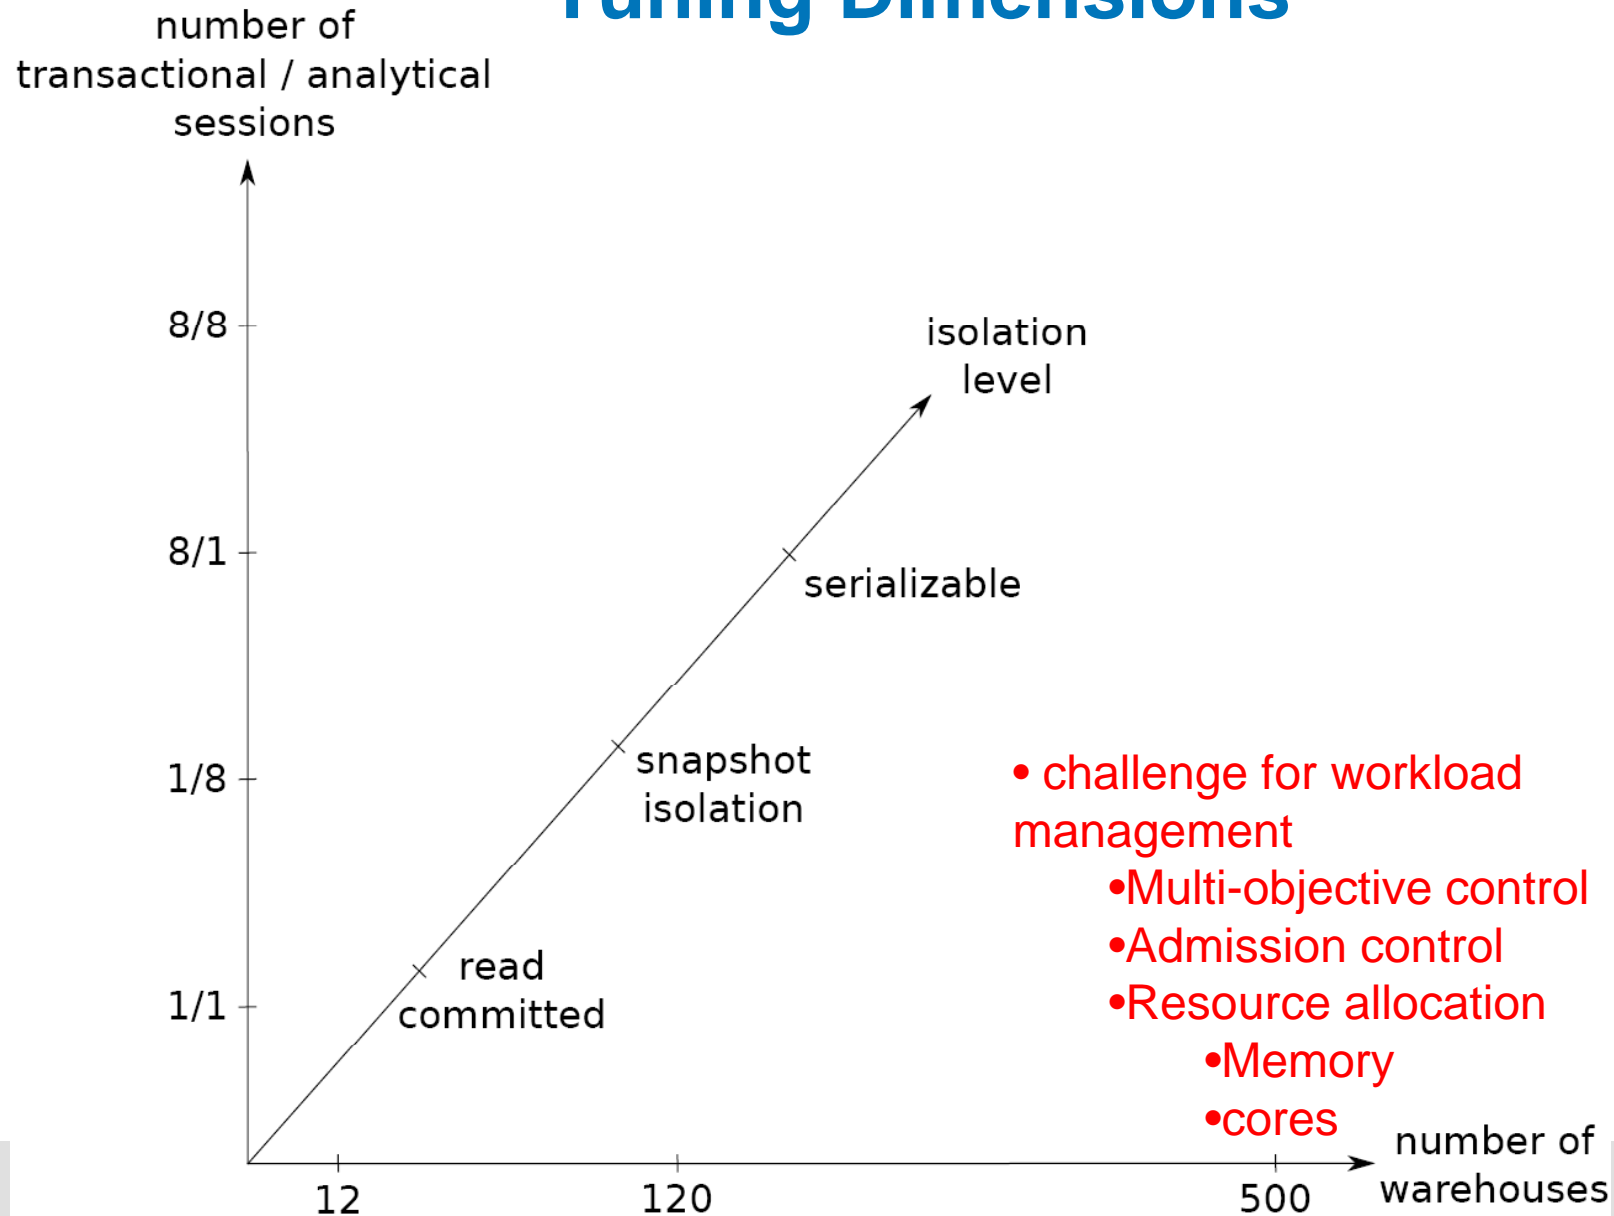 Tuning Dimensions
number of
transactional / analytical
sessions
8/8
isolation
level
8/1
serializable
1/8
snapshot
isolation
• challenge for workload
management
•Multi-objective control
•Admission control
•Resource allocation
•Memory
•cores
read
committed
1/1
number of
warehouses
12
120
500